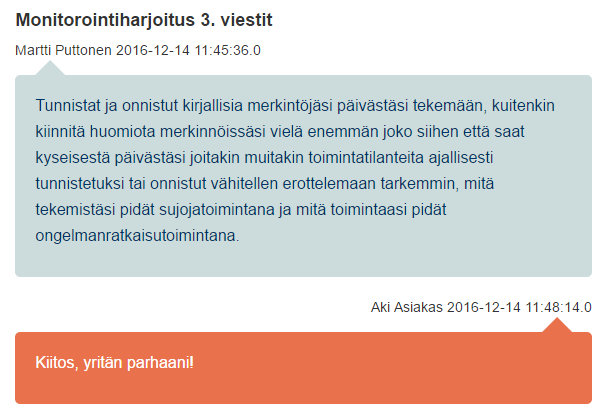 Monitorointiharjoitus 3. viestit
Martti Puttonen 2016-12-14 11:45:36.0
Tunnistat ja onnistut kirjallisia merkintöjäsi päivästäsi tekemään, kuitenkin
kiinnitä huomiota merkinnöissäsi vielä enemmän joko siihen että saat
kyseisestä päivästäsi joitakin muitakin toimintatilanteita ajallisesti
tunnistetuksi tai onnistut vähitellen erottelemaan tarkemmin, mitä
tekemistäsi pidät sujojatoimintana ja mitä toimintaasi pidät
ongelmanratkaisutoimintana.
Aki Asiakas 2016-12-14 11:48:14.0
Kiitos, yritän parhaani!